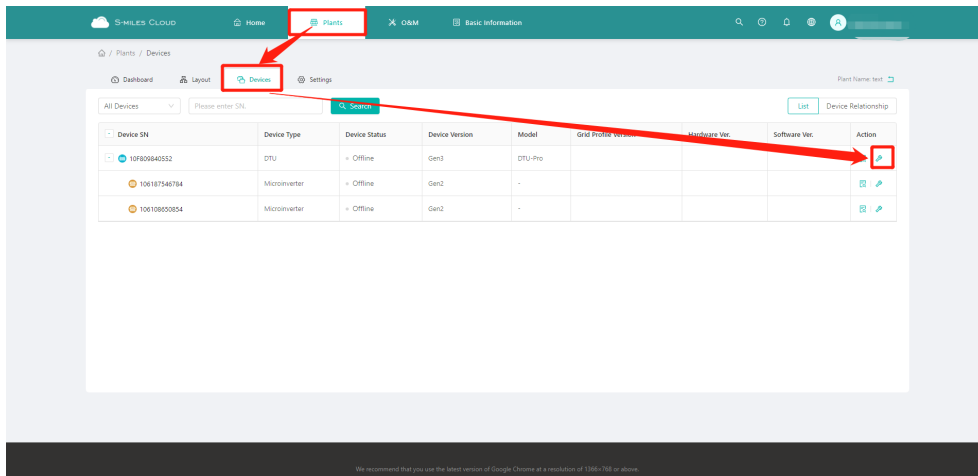 S-MILES CLOUD Home Plants O&M Basic Information
/ Plants / Devices
Dashboard Layout Devices Settings Plant Name: text
All Devices Please enter SN. Search List Device Relationship
Device SN Device Type Device Status Device Version Model Grid Profile Version Hardware Ver. Software Ver. Action
10F809840552 DTU Offline Gen3 DTU-Pro
106187546784 Microinverter Offline Gen2 -
106108650854 Microinverter Offline Gen2 -
We recommend that you use the latest version of Google Chrome at a resolution of 1366×768 or above.